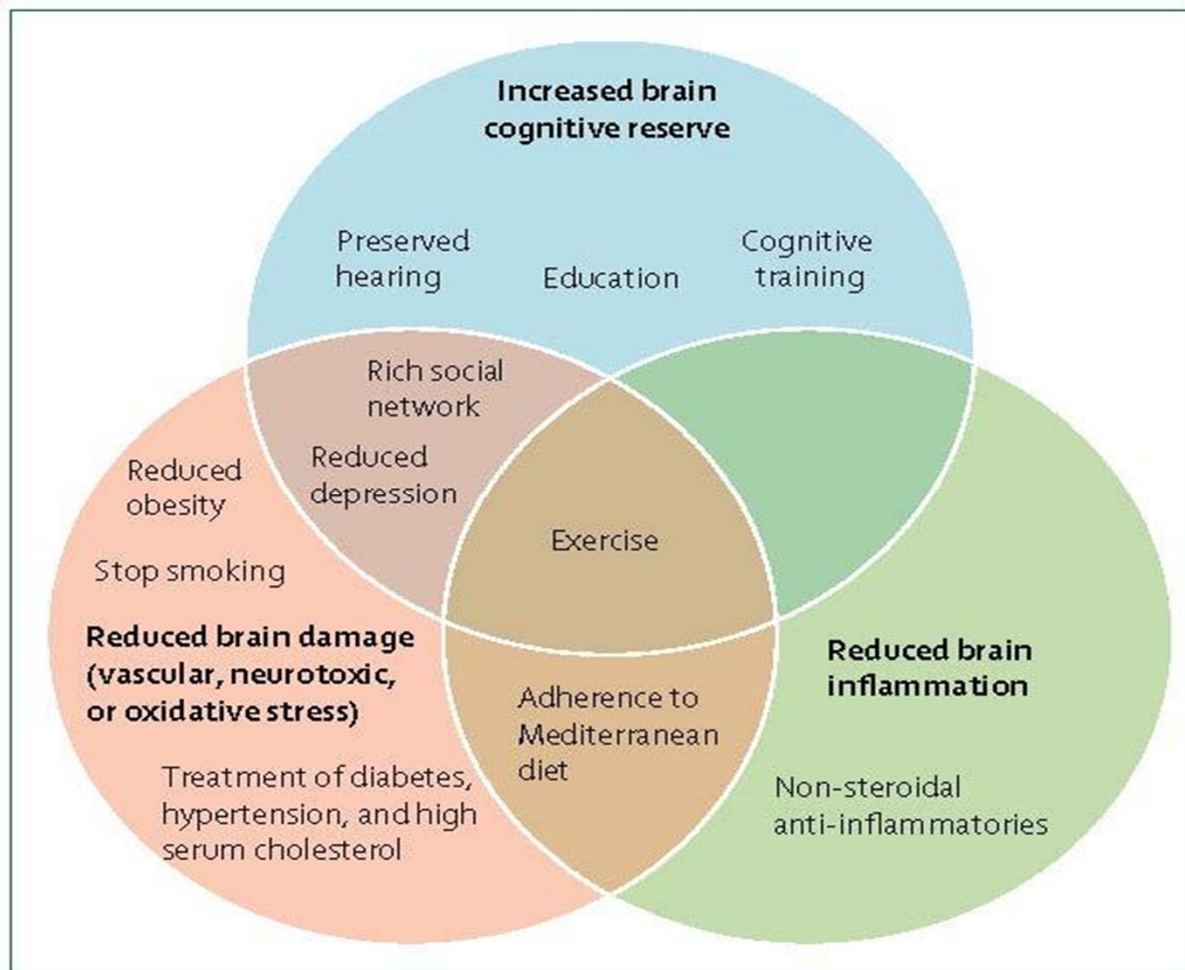 Increased brain
cognitive reserve
Preserved
hearing
Education
Cognitive
training
Rich social
network
Reduced
depression
Reduced
obesity
Stop smoking
Exercise
Reduced brain damage
(vascular, neurotoxic,
or oxidative stress)
Reduced brain
inflammation
Adherence to
Mediterranean
diet
Treatment of diabetes,
hypertension, and high
serum cholesterol
Non-steroidal
anti-inflammatories